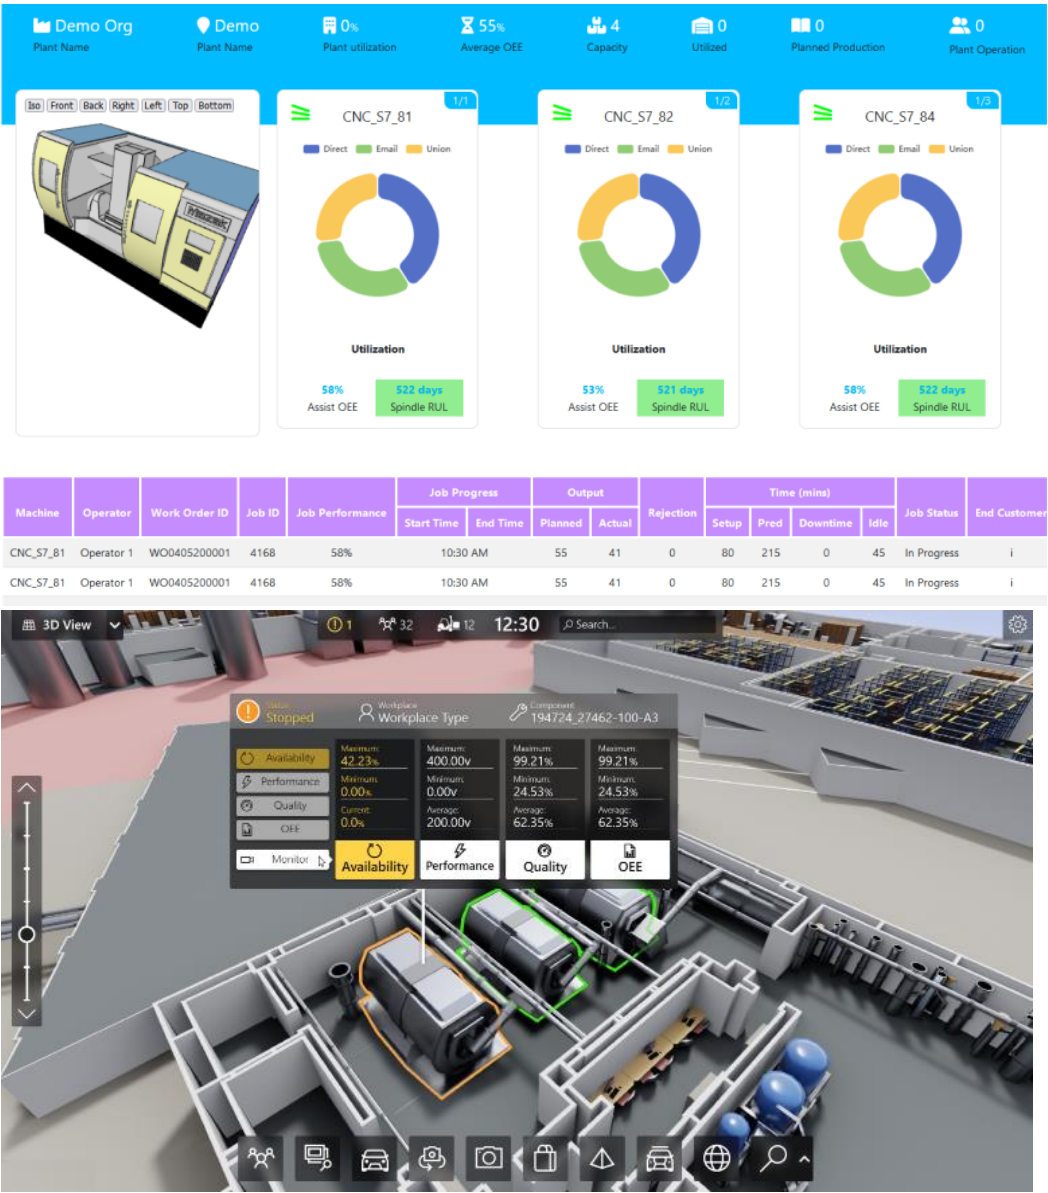 Demo Org
Plant Name
Demo
Plant Name
0%
Plant utilization
55%
Average OEE
4
Capacity
0
Utilized
0
Planned Production
0
Plant Operation
Iso Front Back Right Left Top Bottom
Mazak
1/1
CNC_S7_81
Direct Email Union
Utilization
58% 522 days
Assist OEE Spindle RUL
1/2
CNC_S7_82
Direct Email Union
Utilization
53% 521 days
Assist OEE Spindle RUL
1/3
CNC_S7_84
Direct Email Union
Utilization
58% 522 days
Assist OEE Spindle RUL
Job Progress Output Time (mins)
Machine Operator Work Order ID Job ID Job Performance Rejection Job Status End Customer
Start Time End Time Planned Actual Setup Pred Downtime Idle
CNC_S7_81 Operator 1 WO0405200001 4168 58% 10:30 AM 55 41 0 80 215 0 45 In Progress i
CNC_S7_81 Operator 1 WO0405200001 4168 58% 10:30 AM 55 41 0 80 215 0 45 In Progress i
3D View 1 32 12 12:30 Search...
Status
Stopped
Workplace
Workplace Type
Component
194724_27462-100-A3
Availability
Performance
Quality
OEE
Monitor
Maximum: Maximum: Maximum: Maximum:
42.23% 400.00v 99.21% 99.21%
Minimum: Minimum: Minimum: Minimum:
0.00% 0.00v 24.53% 24.53%
Current: Average: Average: Average:
0.0% 200.00v 62.35% 62.35%
Availability Performance Quality OEE